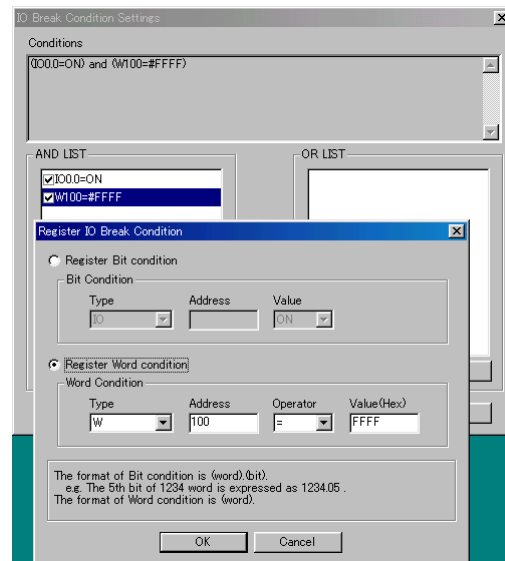 IO Break Condition Settings
Conditions
(IO0.0=ON) and (W100=#FFFF)
AND LIST
OR LIST
IO0.0=ON
W100=#FFFF
Register IO Break Condition
Register Bit condition
Bit Condition
Type Address Value
IO ON
Register Word condition
Word Condition
Type Address Operator Value(Hex)
W 100 = FFFF
The format of Bit condition is (word).(bit).
e.g. The 5th bit of 1234 word is expressed as 1234.05 .
The format of Word condition is (word).
OK Cancel